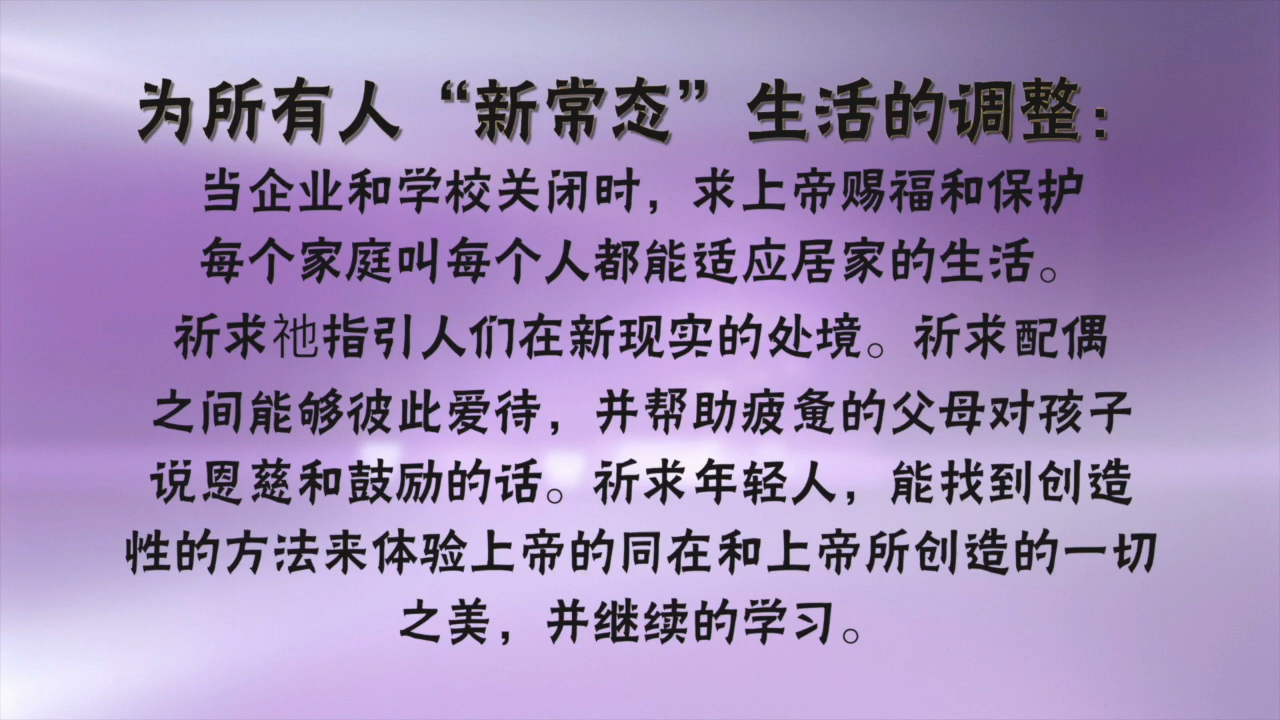 为所有人“新常态”生活的调整：
当企业和学校关闭时，求上帝赐福和保护
每个家庭叫每个人都能适应居家的生活。
祈求祂指引人们在新现实的处境。祈求配偶
之间能够彼此爱待，并帮助疲惫的父母对孩子
说恩慈和鼓励的话。祈求年轻人，能找到创造
性的方法来体验上帝的同在和上帝所创造的一切
之美，并继续的学习。